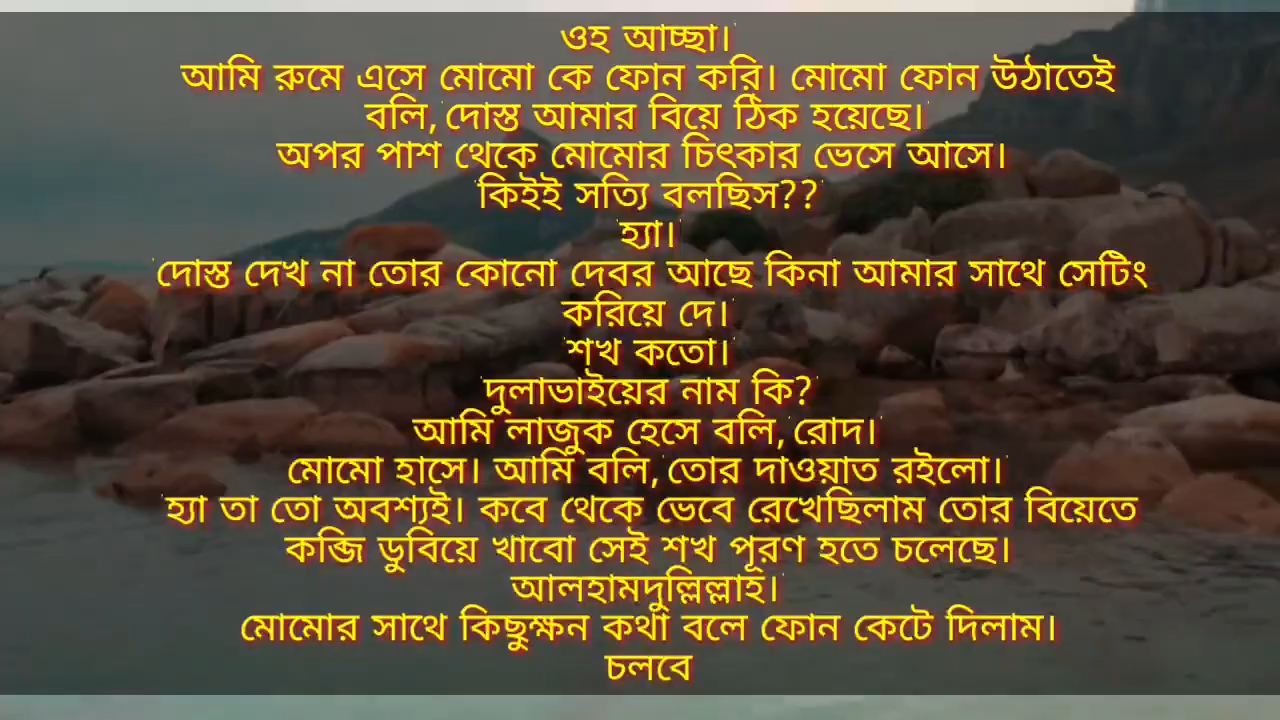 ওহ আচ্ছা।'
আমি রুমে এসে মোমো কে ফোন করি। মোমো ফোন উঠাতেই
বলি,'দোস্ত আমার বিয়ে ঠিক হয়েছে।'
অপর পাশ থেকে মোমোর চিৎকার ভেসে আসে।
'কিইই সত্যি বলছিস??'
'হ্যা।'
'দোস্ত দেখ না তোর কোনো দেবর আছে কিনা আমার সাথে সেটিং
করিয়ে দে।'
'শখ কতো।'
'দুলাভাইয়ের নাম কি?'
আমি লাজুক হেসে বলি,'রোদ।'
মোমো হাসে। আমি বলি,'তোর দাওয়াত রইলো।'
'হ্যা তা তো অবশ্যই। কবে থেকে ভেবে রেখেছিলাম তোর বিয়েতে
কব্জি ডুবিয়ে খাবো সেই শখ পূরণ হতে চলেছে।
আলহামদুল্লিল্লাহ।'
মোমোর সাথে কিছুক্ষন কথা বলে ফোন কেটে দিলাম।
চলবে